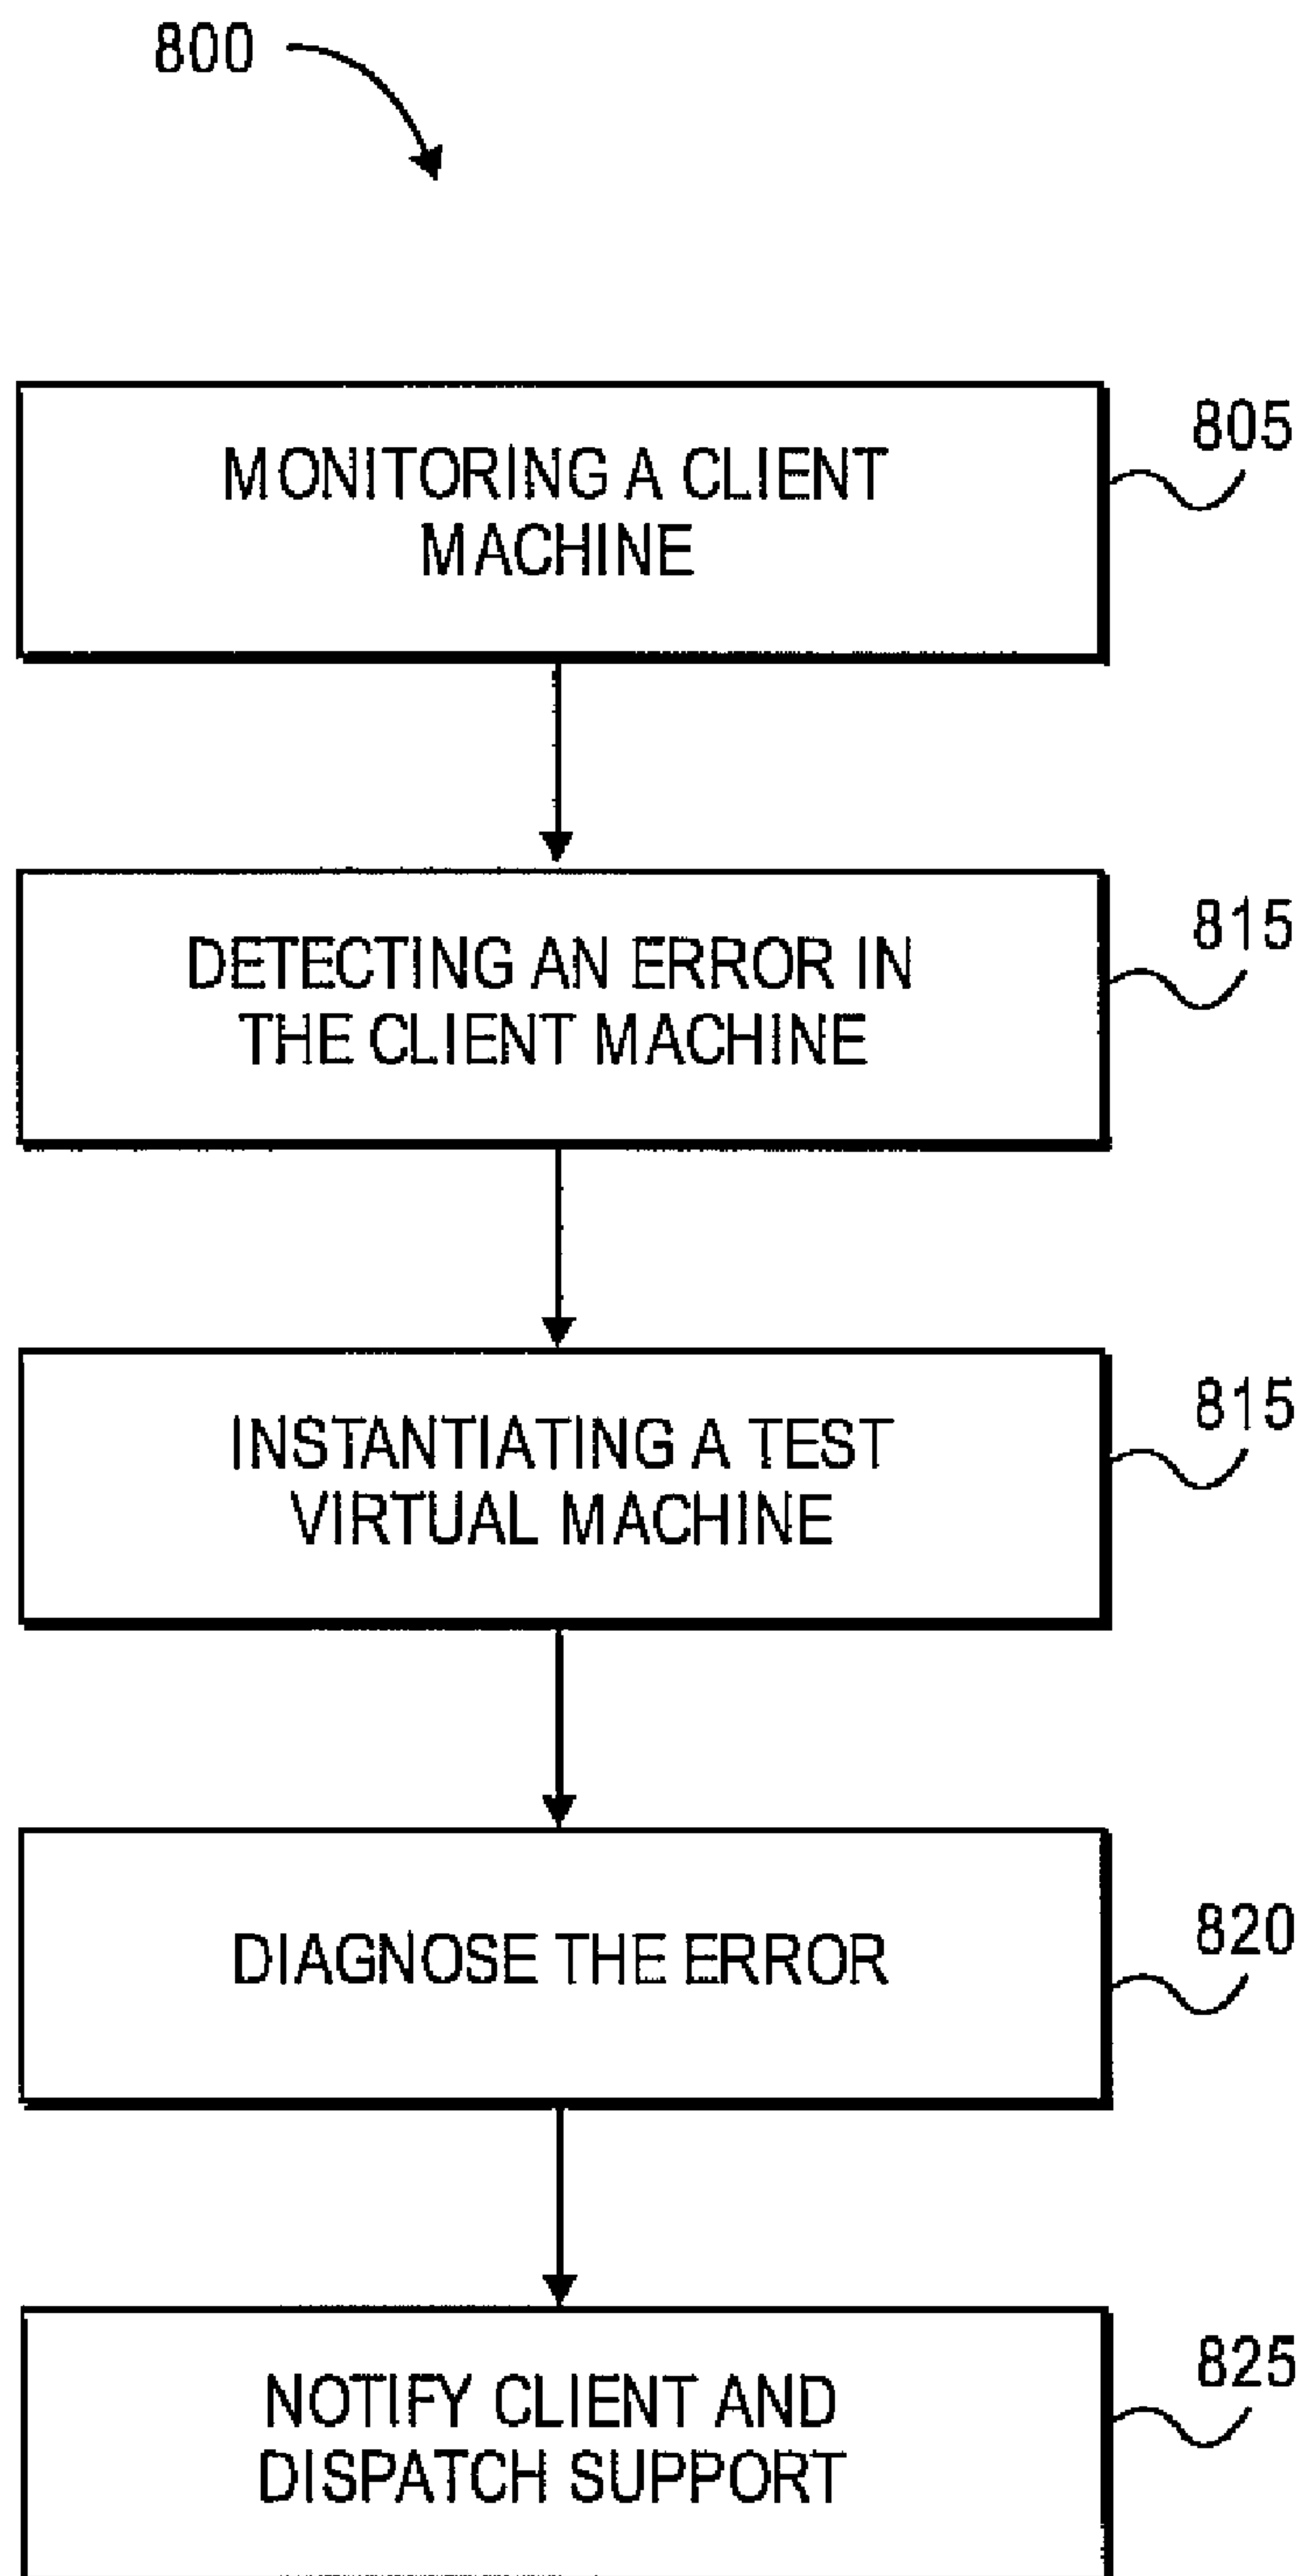 800
MONITORING A CLIENT
MACHINE
805
DETECTING AN ERROR IN
THE CLIENT MACHINE
815
INSTANTIATING A TEST
VIRTUAL MACHINE
815
DIAGNOSE THE ERROR
820
NOTIFY CLIENT AND
DISPATCH SUPPORT
825